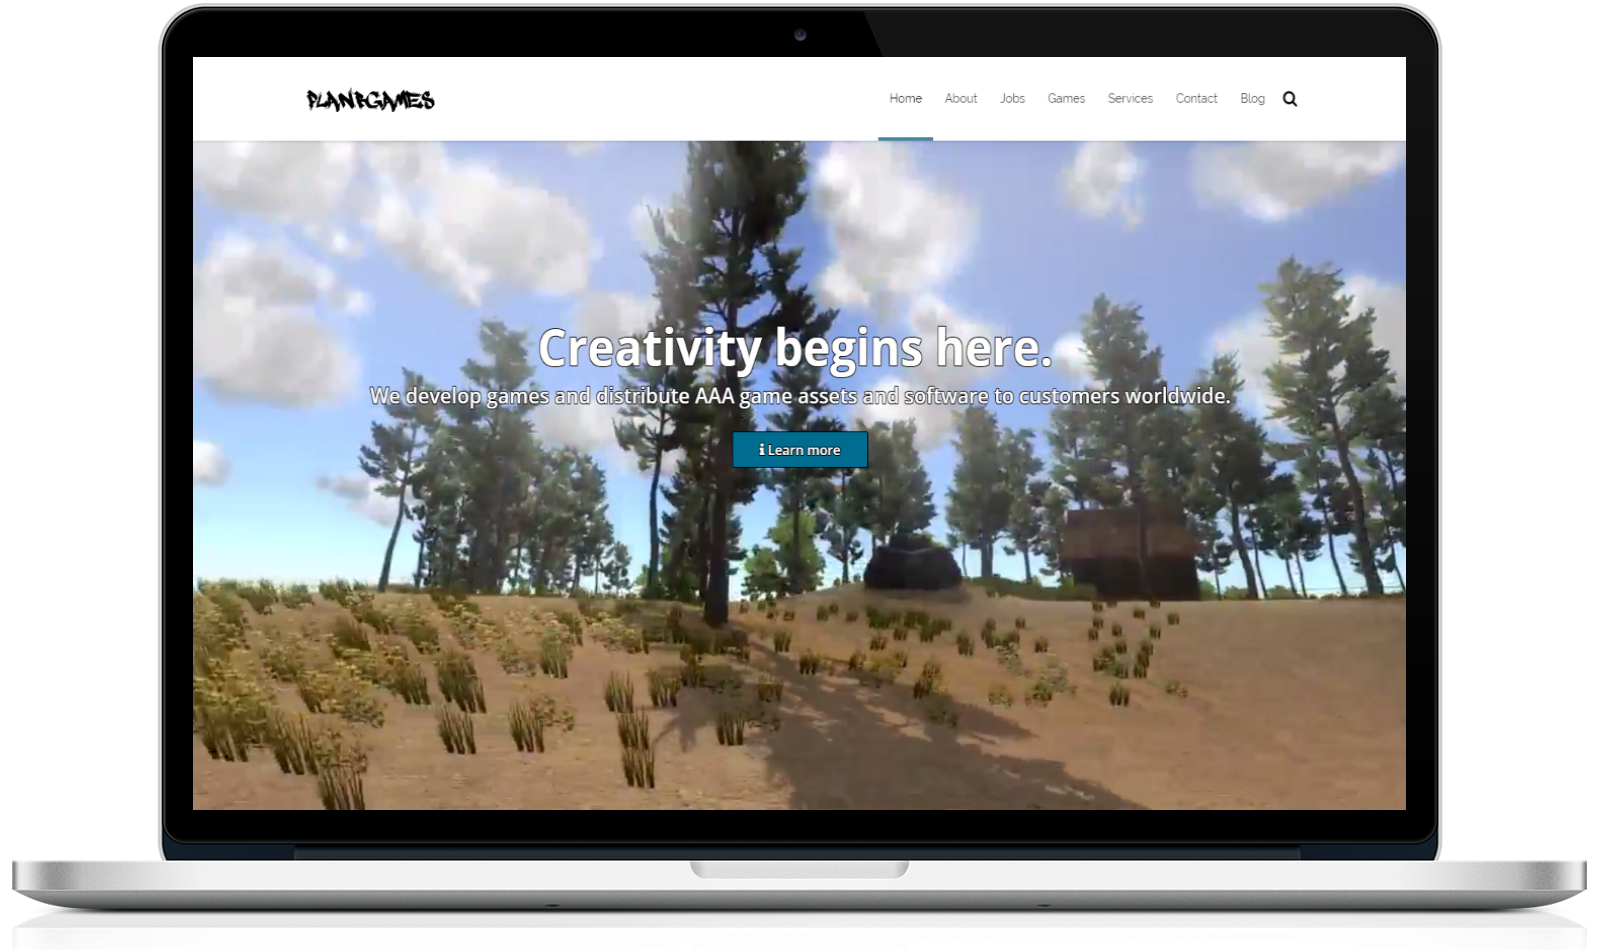 PLANBGAMES
Home About Jobs Games Services Contact Blog
Creativity begins here.
We develop games and distribute AAA game assets and software to customers worldwide.
Learn more